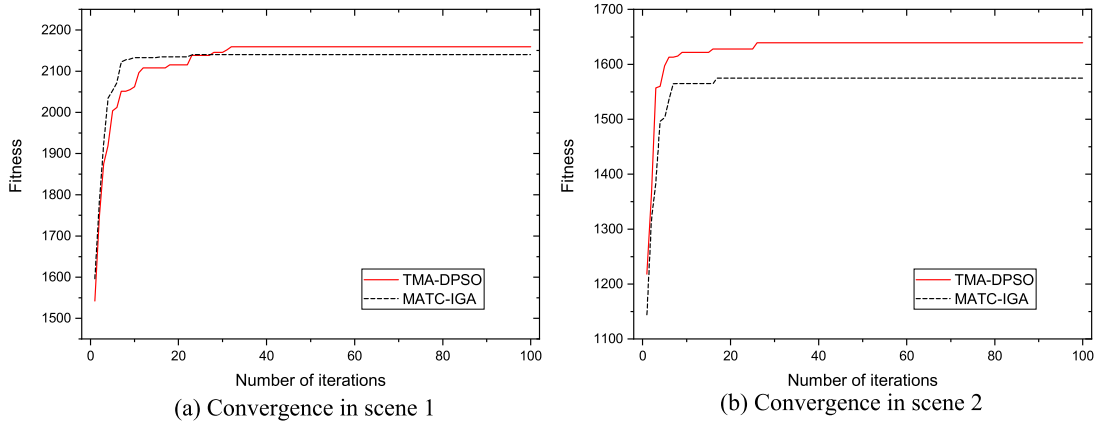 2200
2100
2000
1900
1800
1700
1600
1500
Fitness
0
20
40
60
80
100
Number of iterations
TMA-DPSO
MATC-IGA
(a) Convergence in scene 1
1700
1600
1500
1400
1300
1200
1100
Fitness
0
20
40
60
80
100
Number of iterations
TMA-DPSO
MATC-IGA
(b) Convergence in scene 2